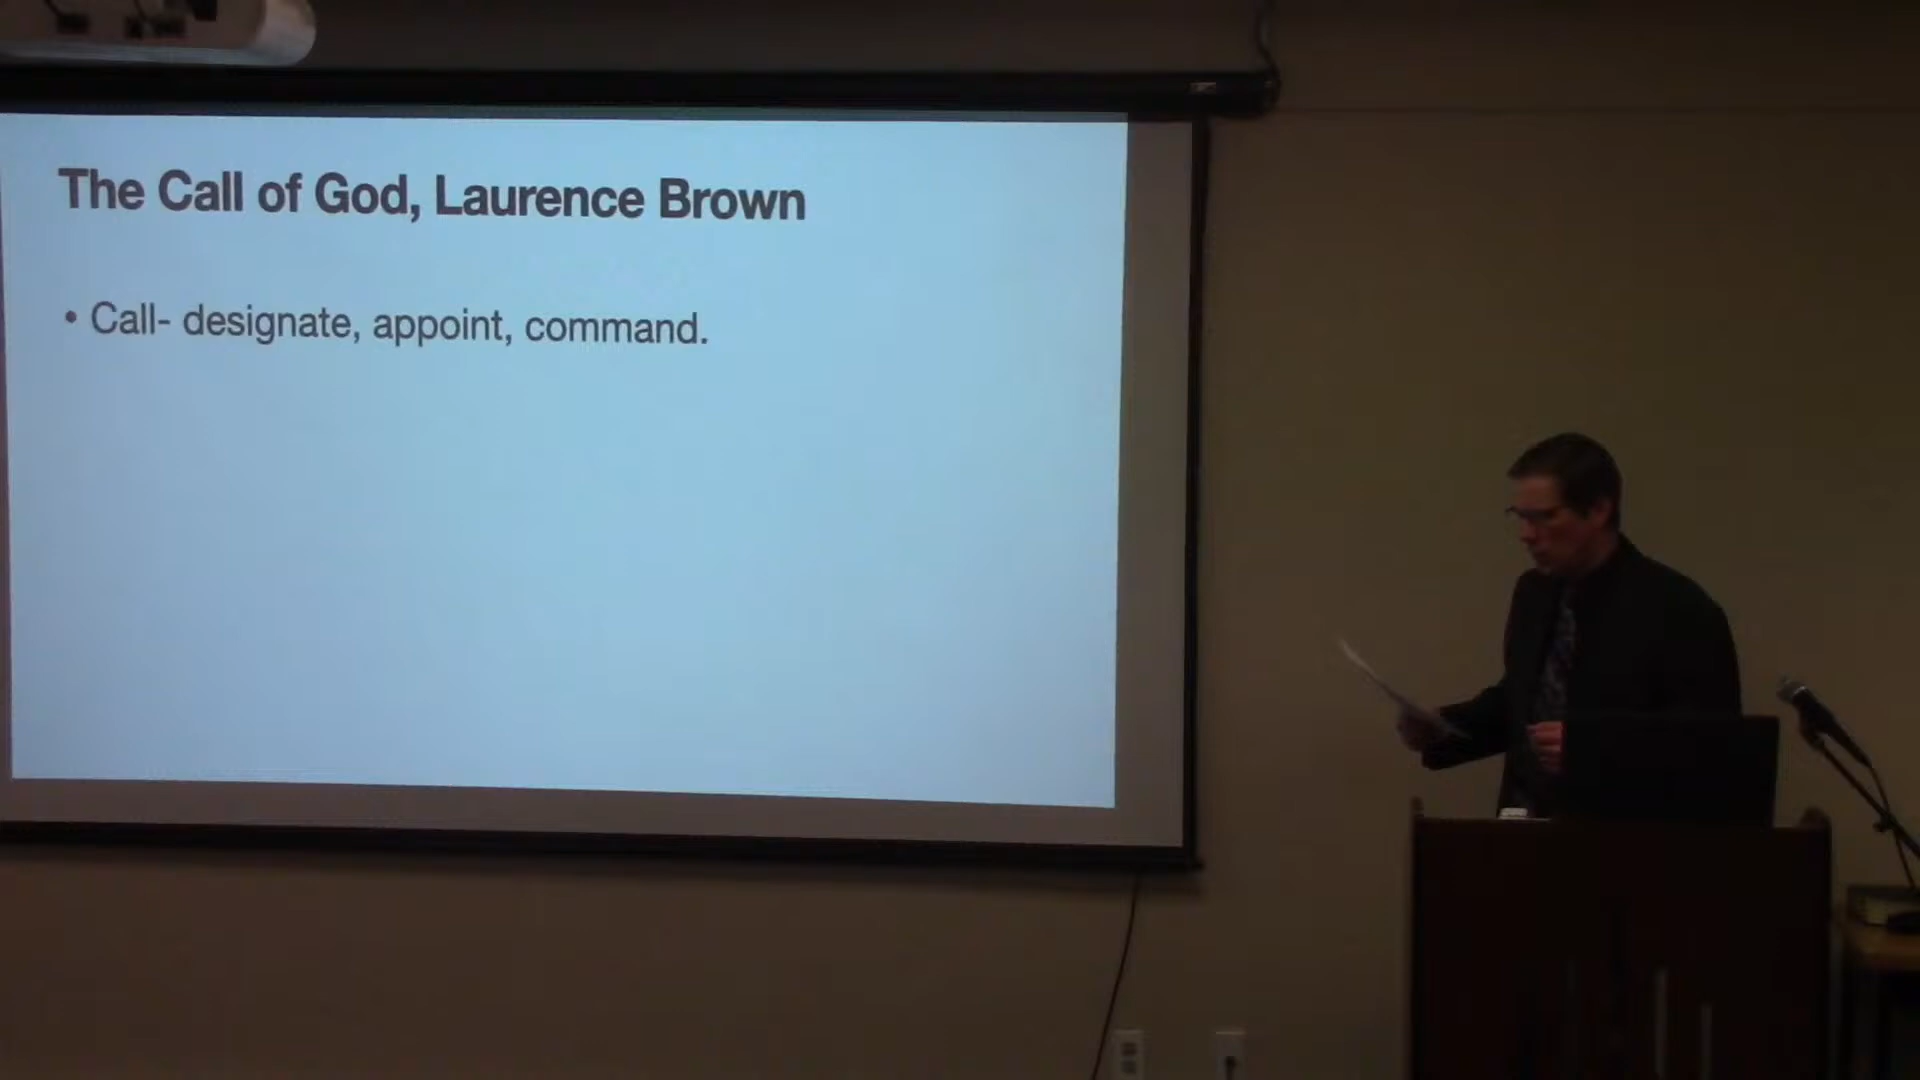 The Call of God, Laurence Brown
• Call- designate, appoint, command.